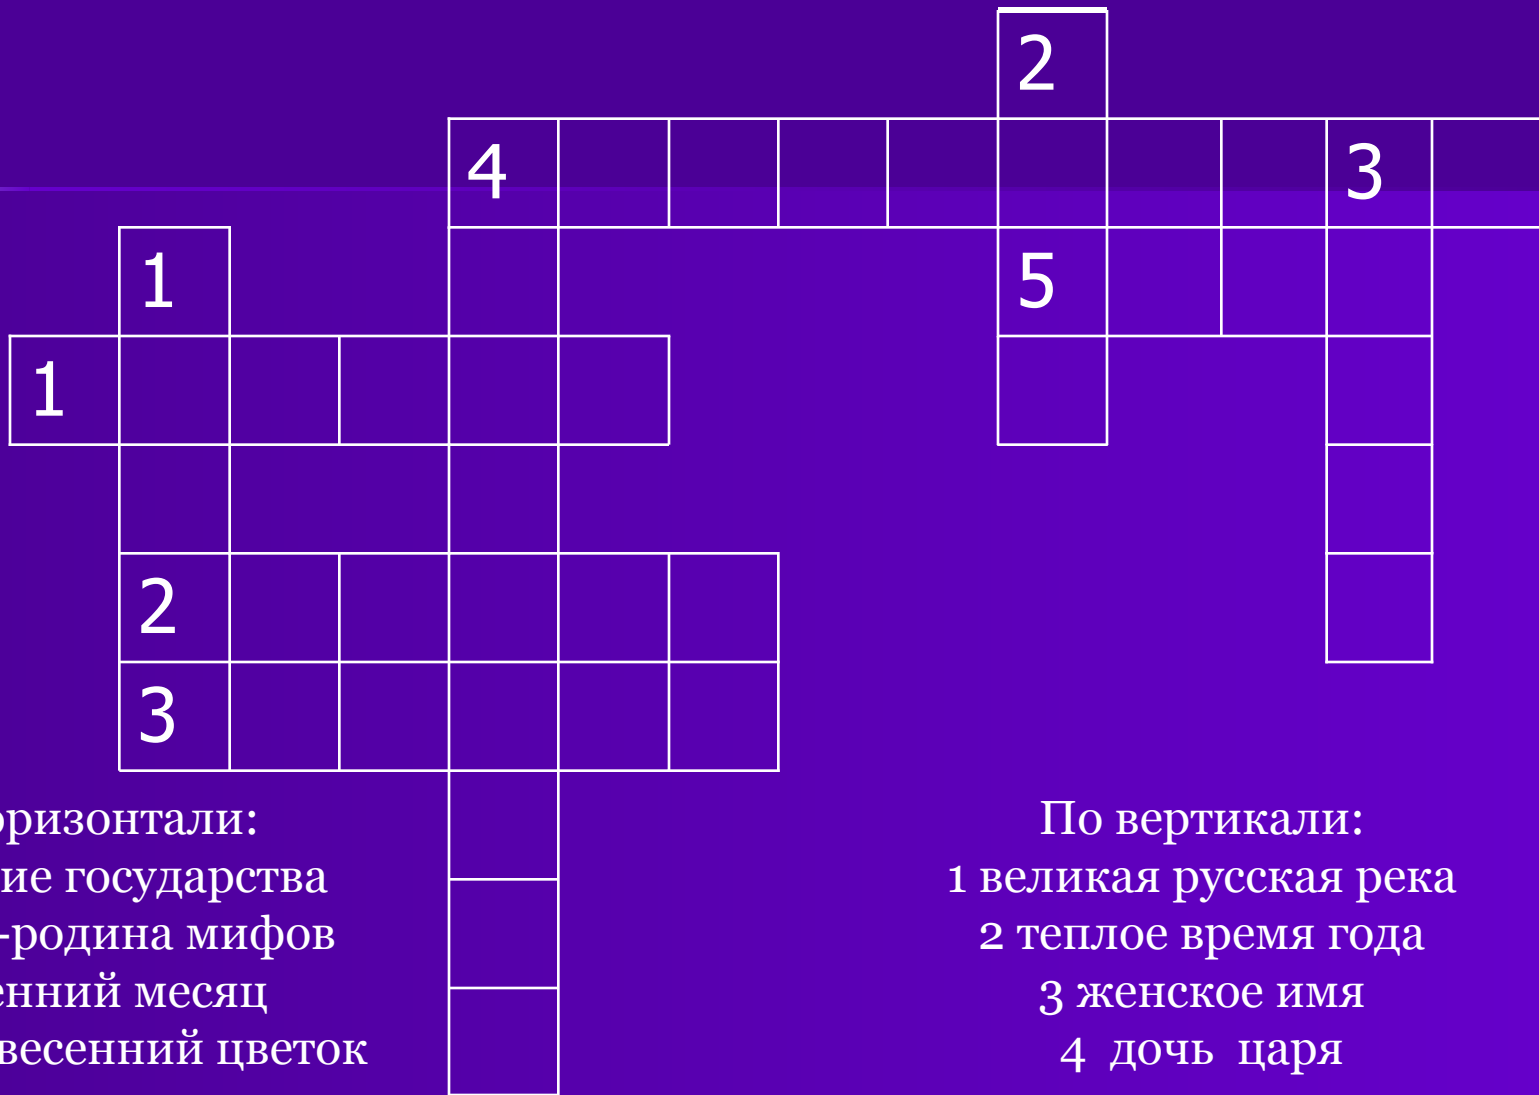 2
4 3
1 5
1
2
3
оризонтали:
ие государства
-родина мифов
енний месяц
весенний цветок
По вертикали:
1 великая русская река
2 теплое время года
3 женское имя
4 дочь царя